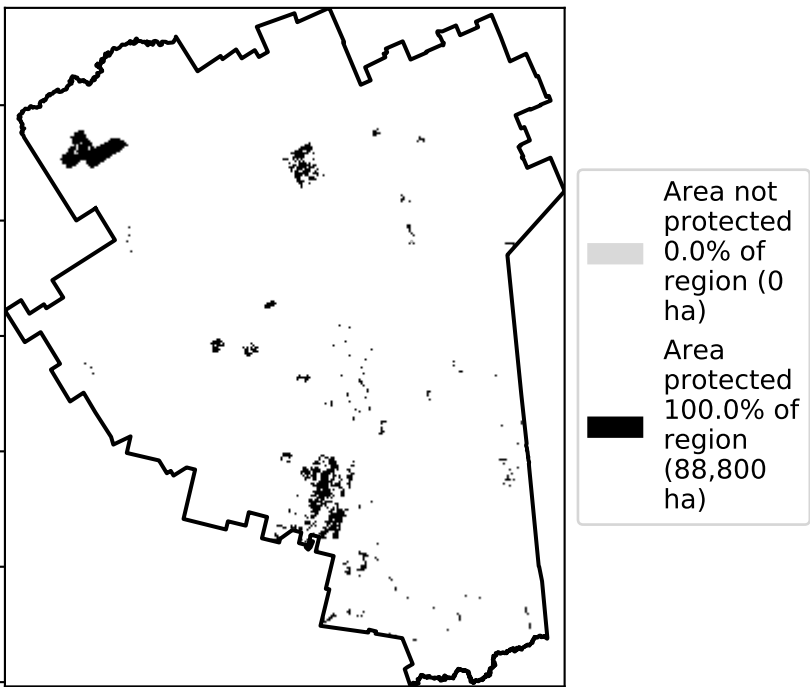 Area not
protected
0.0% of
region (0
ha)
Area
protected
100.0% of
region
(88,800
ha)